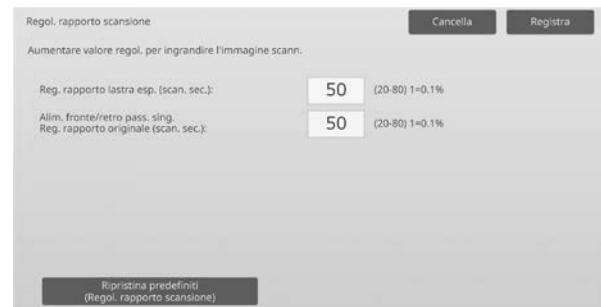 Regol. rapporto scansione
Cancella
Registra
Aumentare valore regol. per ingrandire l'immagine scann.
Reg. rapporto lastra esp. (scan. sec.):
50
(20-80) 1=0.1%
Alim. fronte/retro pass. sing.
Reg. rapporto originale (scan. sec.):
50
(20-80) 1=0.1%
Ripristina predefiniti
(Regol. rapporto scansione)